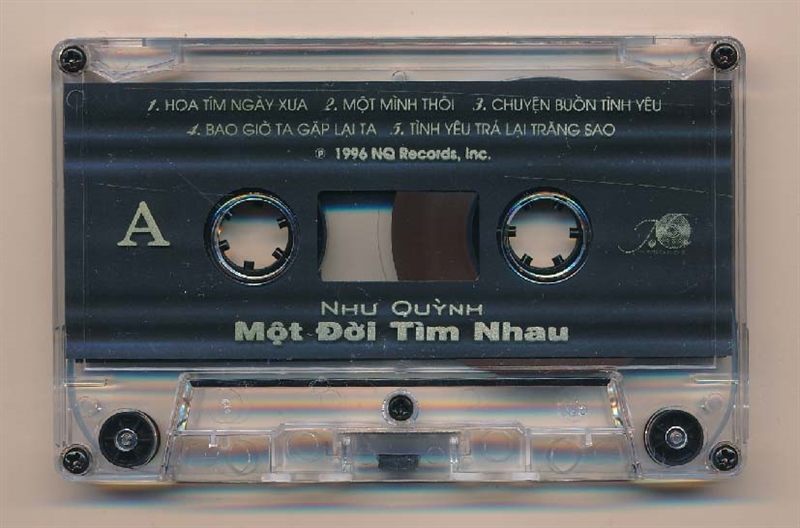 1. HOA TÍM NGÀY XƯA 2. MỘT MÌNH THÔI 3. CHUYỆN BUỒN TÌNH YÊU
4. BAO GIỜ TA GẶP LẠI TA 5. TÌNH YÊU TRẢ LẠI TRĂNG SAO
℗ 1996 NQ Records, Inc.
A
NHƯ QUỲNH
Một Đời Tìm Nhau